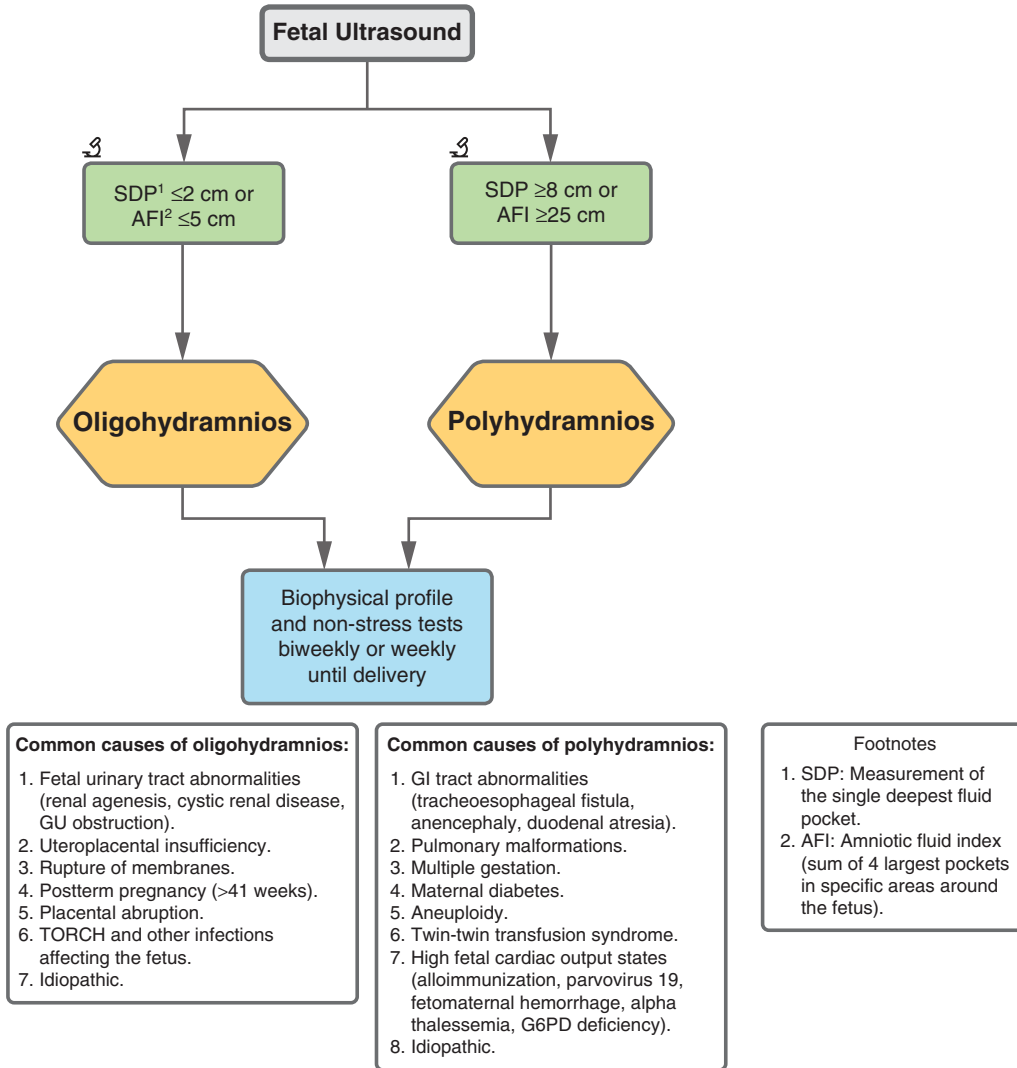 Fetal Ultrasound
SDP¹ ≤2 cm or
AFI² ≤5 cm
SDP ≥8 cm or
AFI ≥25 cm
Oligohydramnios
Polyhydramnios
Biophysical profile
and non-stress tests
biweekly or weekly
until delivery
Common causes of oligohydramnios:
1. Fetal urinary tract abnormalities
(renal agenesis, cystic renal disease,
GU obstruction).
2. Uteroplacental insufficiency.
3. Rupture of membranes.
4. Postterm pregnancy (>41 weeks).
5. Placental abruption.
6. TORCH and other infections
affecting the fetus.
7. Idiopathic.
Common causes of polyhydramnios:
1. GI tract abnormalities
(tracheoesophageal fistula,
anencephaly, duodenal atresia).
2. Pulmonary malformations.
3. Multiple gestation.
4. Maternal diabetes.
5. Aneuploidy.
6. Twin-twin transfusion syndrome.
7. High fetal cardiac output states
(alloimmunization, parvovirus 19,
fetomaternal hemorrhage, alpha
thalessemia, G6PD deficiency).
8. Idiopathic.
Footnotes
1. SDP: Measurement of
the single deepest fluid
pocket.
2. AFI: Amniotic fluid index
(sum of 4 largest pockets
in specific areas around
the fetus).